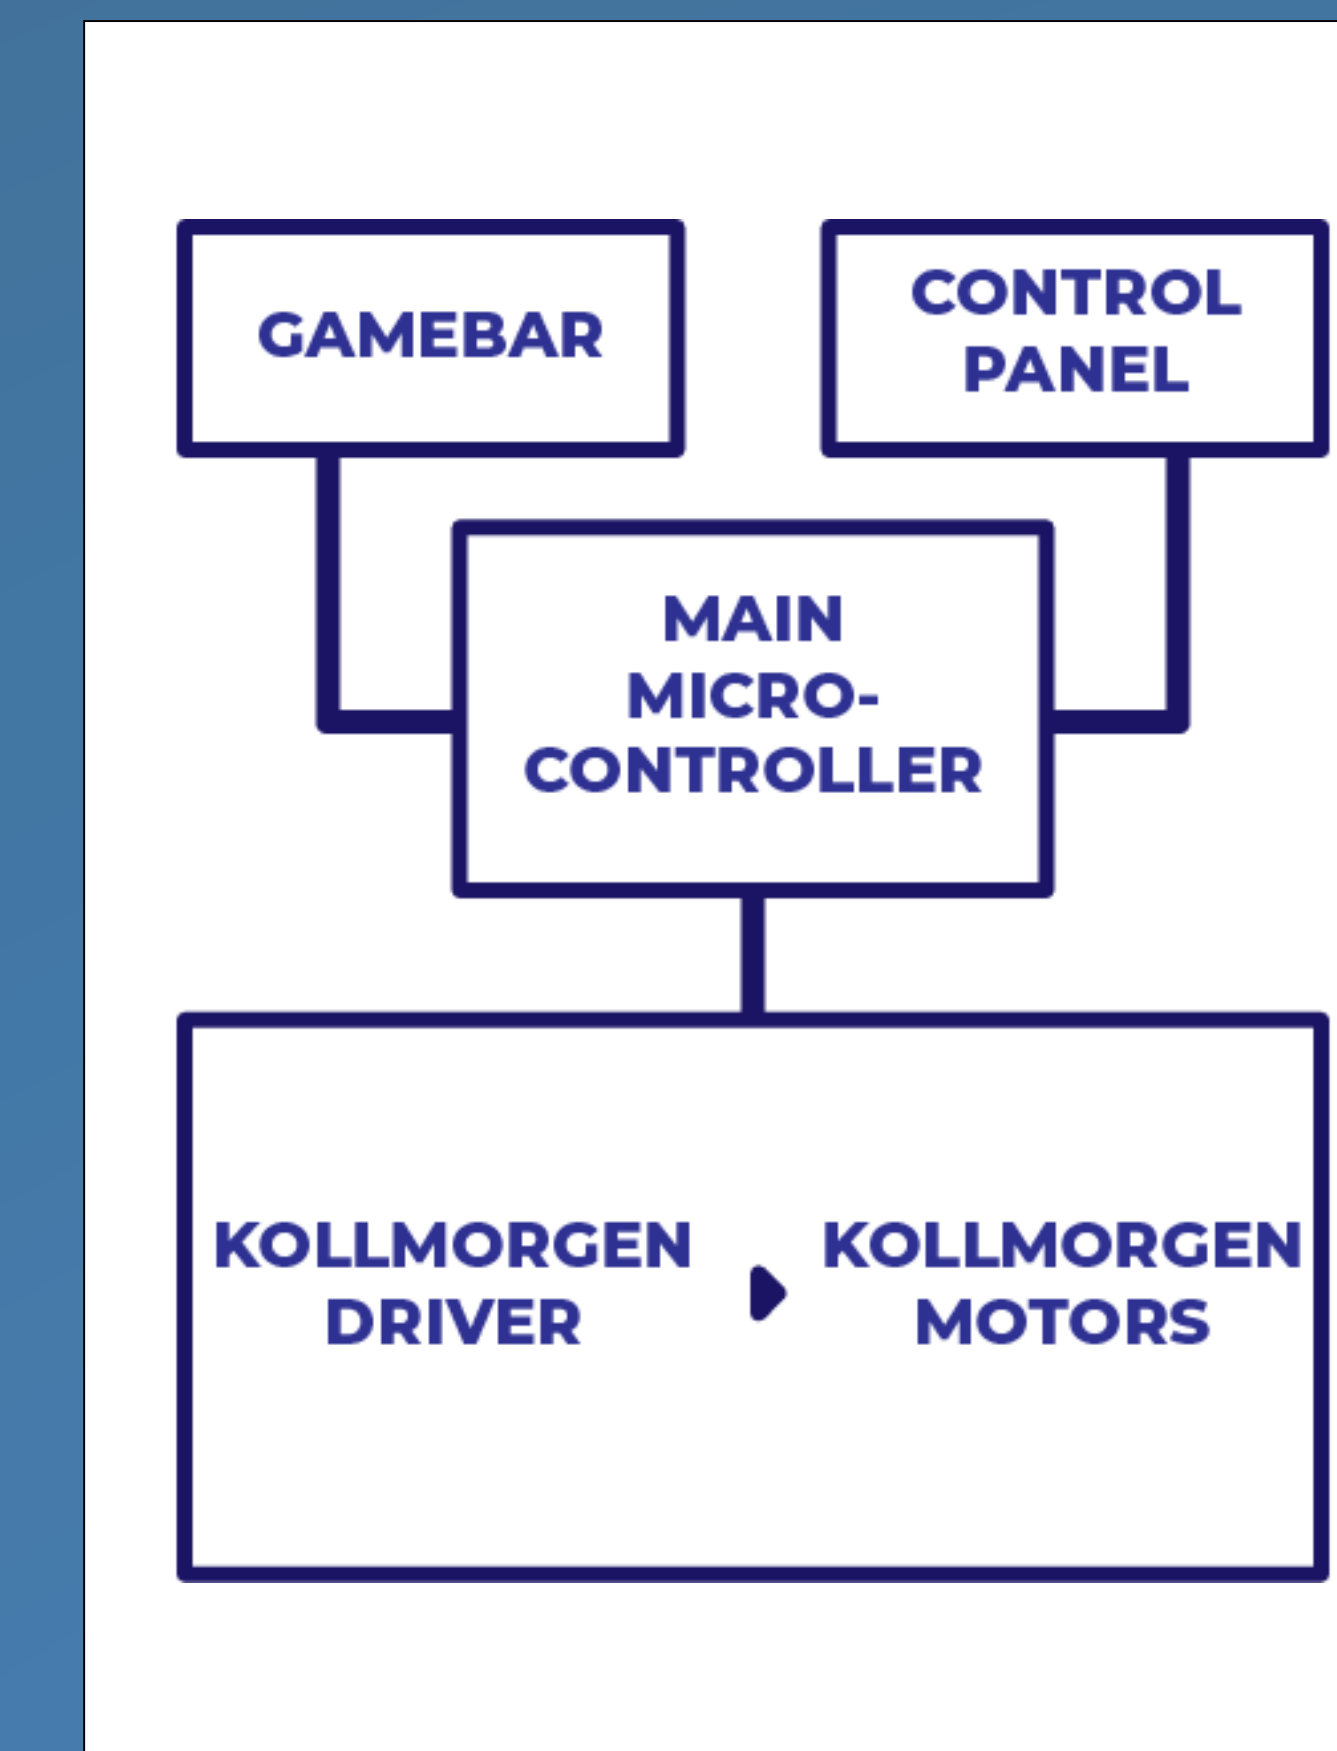 GAMEBAR
CONTROL
PANEL
MAIN
MICRO-
CONTROLLER
KOLLMORGEN
DRIVER
KOLLMORGEN
MOTORS